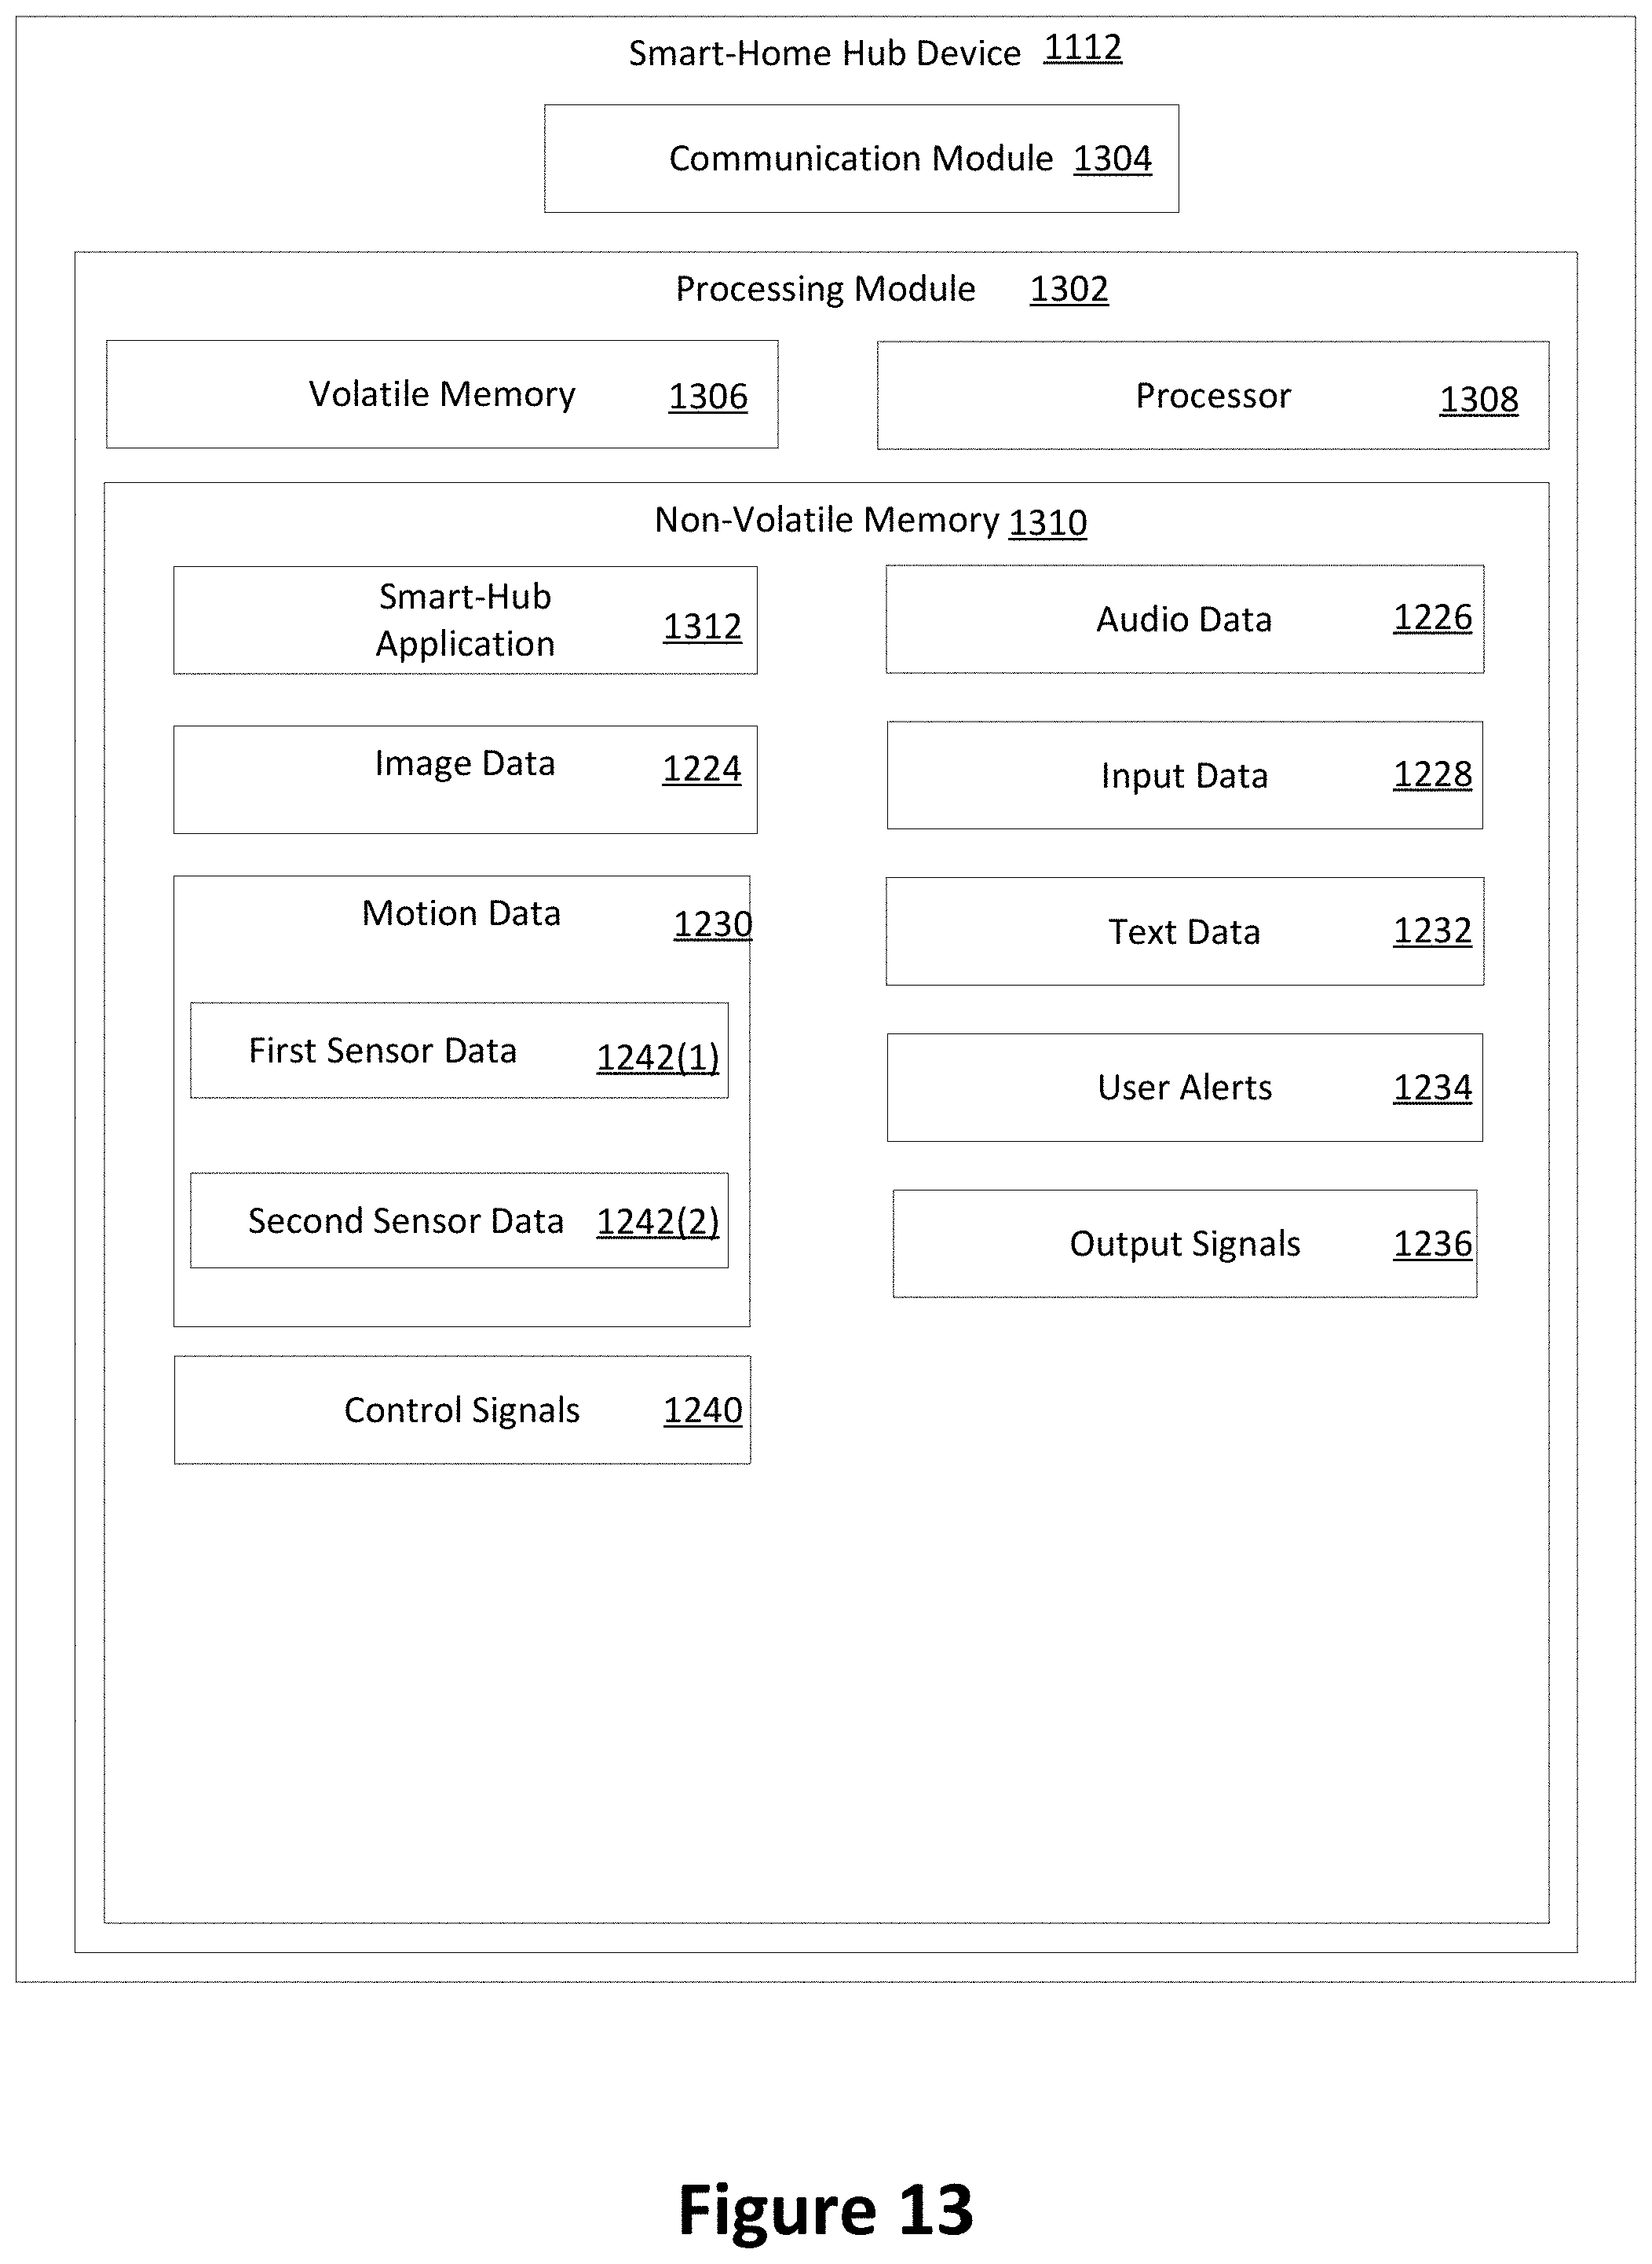 Smart-Home Hub Device 1112
Communication Module 1304
Processing Module 1302
Volatile Memory 1306
Processor 1308
Non-Volatile Memory 1310
Smart-Hub
Application 1312
Audio Data 1226
Image Data 1224
Input Data 1228
Motion Data 1230
Text Data 1232
First Sensor Data 1242(1)
User Alerts 1234
Second Sensor Data 1242(2)
Output Signals 1236
Control Signals 1240
Figure 13